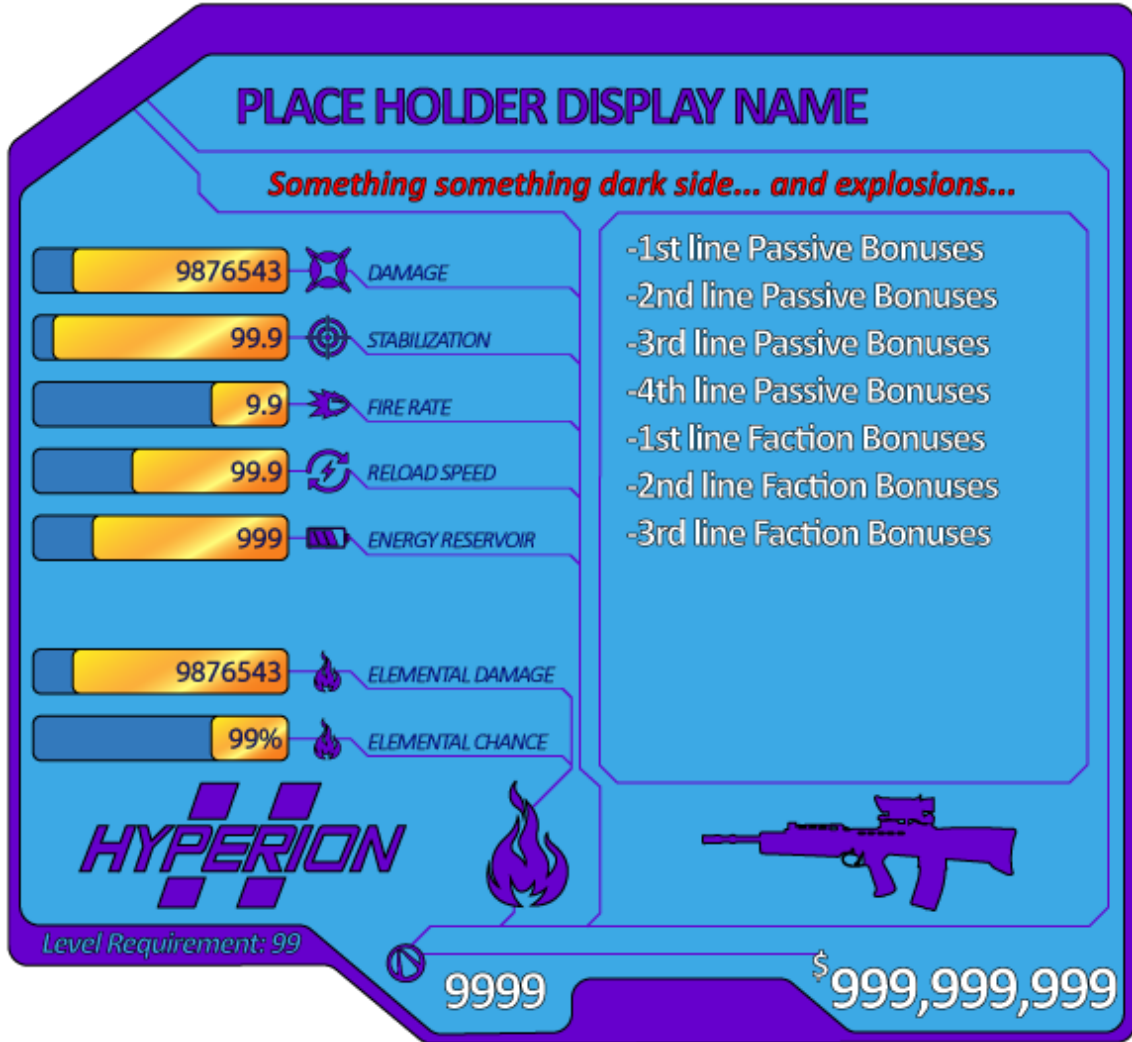 PLACE HOLDER DISPLAY NAME
Something something dark side... and explosions...
9876543 DAMAGE
99.9 STABILIZATION
9.9 FIRE RATE
99.9 RELOAD SPEED
999 ENERGY RESERVOIR
9876543 ELEMENTAL DAMAGE
99% ELEMENTAL CHANCE
-1st line Passive Bonuses
-2nd line Passive Bonuses
-3rd line Passive Bonuses
-4th line Passive Bonuses
-1st line Faction Bonuses
-2nd line Faction Bonuses
-3rd line Faction Bonuses
HYPERION
Level Requirement: 99
9999
$999,999,999